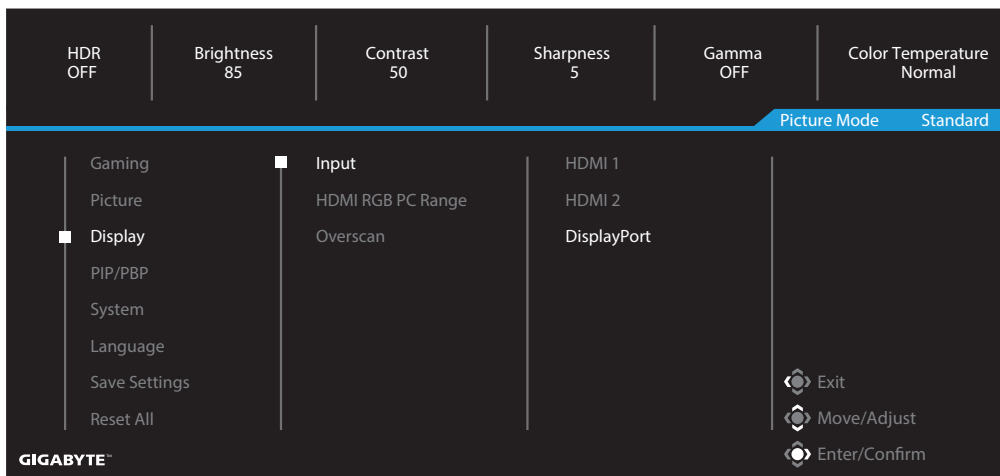 HDR Brightness Contrast Sharpness Gamma Color Temperature
OFF 85 50 5 OFF Normal
Picture Mode Standard
Gaming Input HDMI 1
Picture HDMI RGB PC Range HDMI 2
Display Overscan DisplayPort
PIP/PBP
System
Language
Save Settings Exit
Reset All Move/Adjust
GIGABYTE™ Enter/Confirm